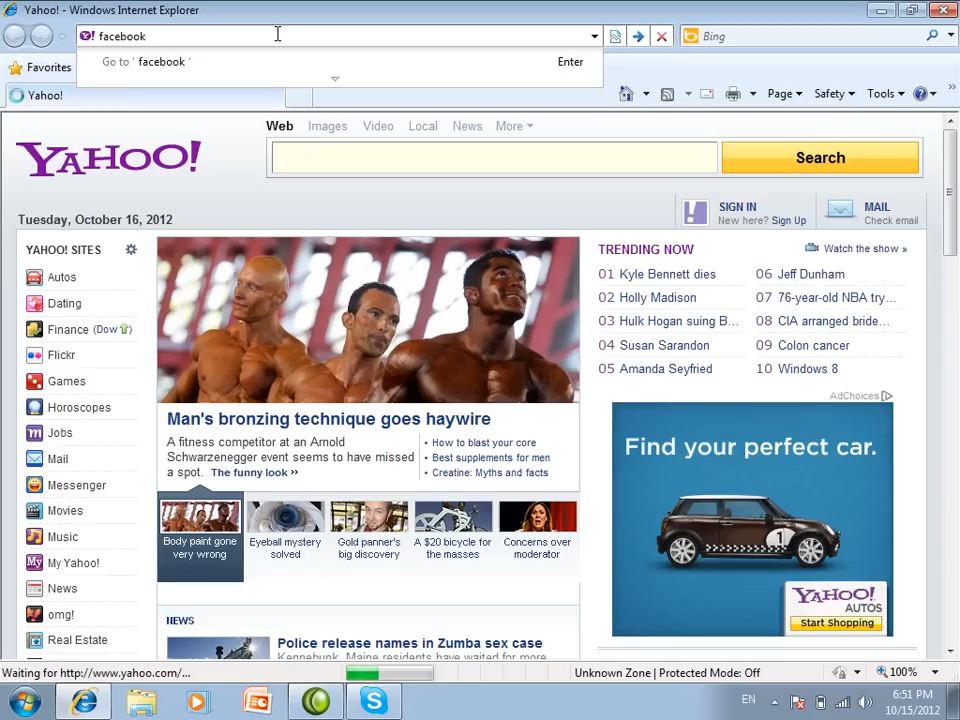 Yahoo! - Windows Internet Explorer
facebook
Bing
Go to ' facebook '
Enter
Favorites
Yahoo!
Page
Safety
Tools
Web
Images
Video
Local
News
More
YAHOO!
Search
SIGN IN
New here? Sign Up
MAIL
Check email
Tuesday, October 16, 2012
YAHOO! SITES
Autos
Dating
Finance (Dow)
Flickr
Games
Horoscopes
Jobs
Mail
Messenger
Movies
Music
My Yahoo!
News
omg!
Real Estate
Man's bronzing technique goes haywire
A fitness competitor at an Arnold
Schwarzenegger event seems to have missed
a spot. The funny look »
• How to blast your core
• Best supplements for men
• Creatine: Myths and facts
Body paint gone
very wrong
Eyeball mystery
solved
Gold panner's
big discovery
A $20 bicycle for
the masses
Concerns over
moderator
NEWS
Police release names in Zumba sex case
Kennebunk, Maine residents have waited for more
TRENDING NOW
Watch the show »
01 Kyle Bennett dies
02 Holly Madison
03 Hulk Hogan suing B...
04 Susan Sarandon
05 Amanda Seyfried
06 Jeff Dunham
07 76-year-old NBA try...
08 CIA arranged bride...
09 Colon cancer
10 Windows 8
AdChoices
Find your perfect car.
1
YAHOO!
AUTOS
Start Shopping
Waiting for http://www.yahoo.com/...
Unknown Zone | Protected Mode: Off
100%
EN
6:51 PM
10/15/2012